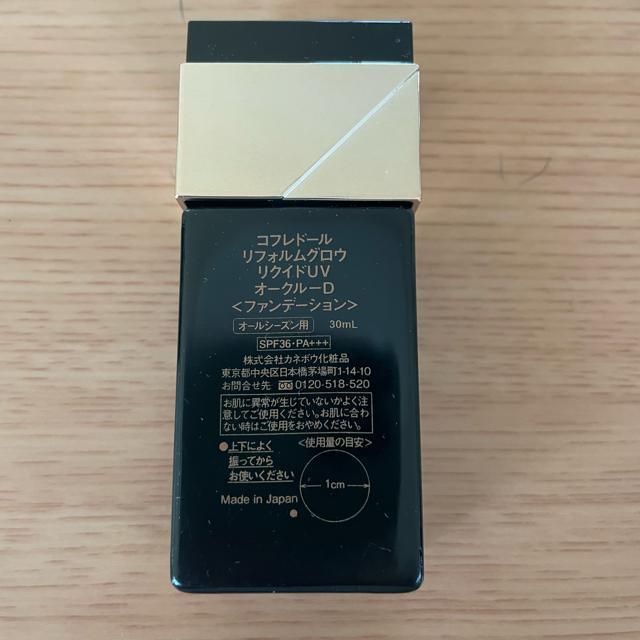 コフレドール
リフォルムグロウ
リクイドUV
オークルーD
<ファンデーション>
オールシーズン用 30mL
SPF36・PA+++
株式会社カネボウ化粧品
東京都中央区日本橋茅場町1-14-10
お問合せ先 0120-518-520
お肌に異常が生じていないかよく注
意してご使用ください。お肌に合わ
ない時はご使用をおやめください。
●上下によく
振ってから
お使いください
<使用量の目安>
1cm
Made in Japan